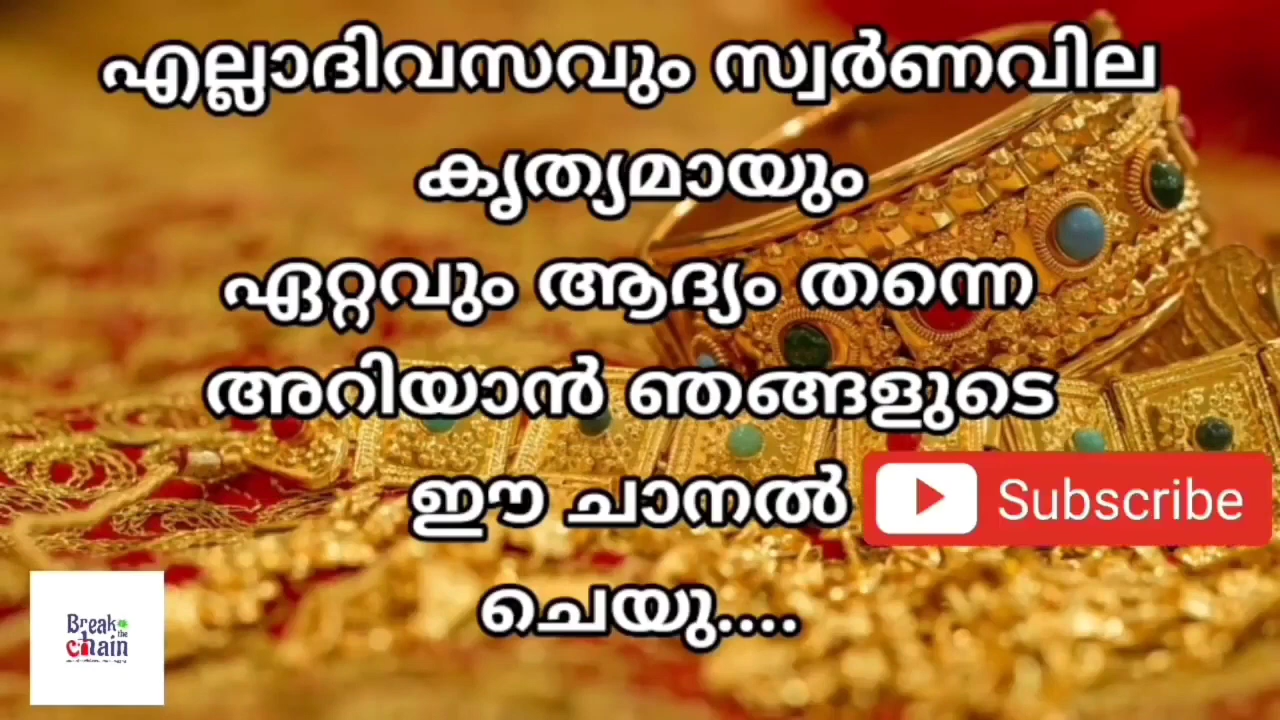 എല്ലാദിവസവും സ്വർണവില
കൃത്യമായും
ഏറ്റവും ആദ്യം തന്നെ
അറിയാൻ ഞങ്ങളുടെ
ഈ ചാനൽ Subscribe
ചെയു....
Break the
chain